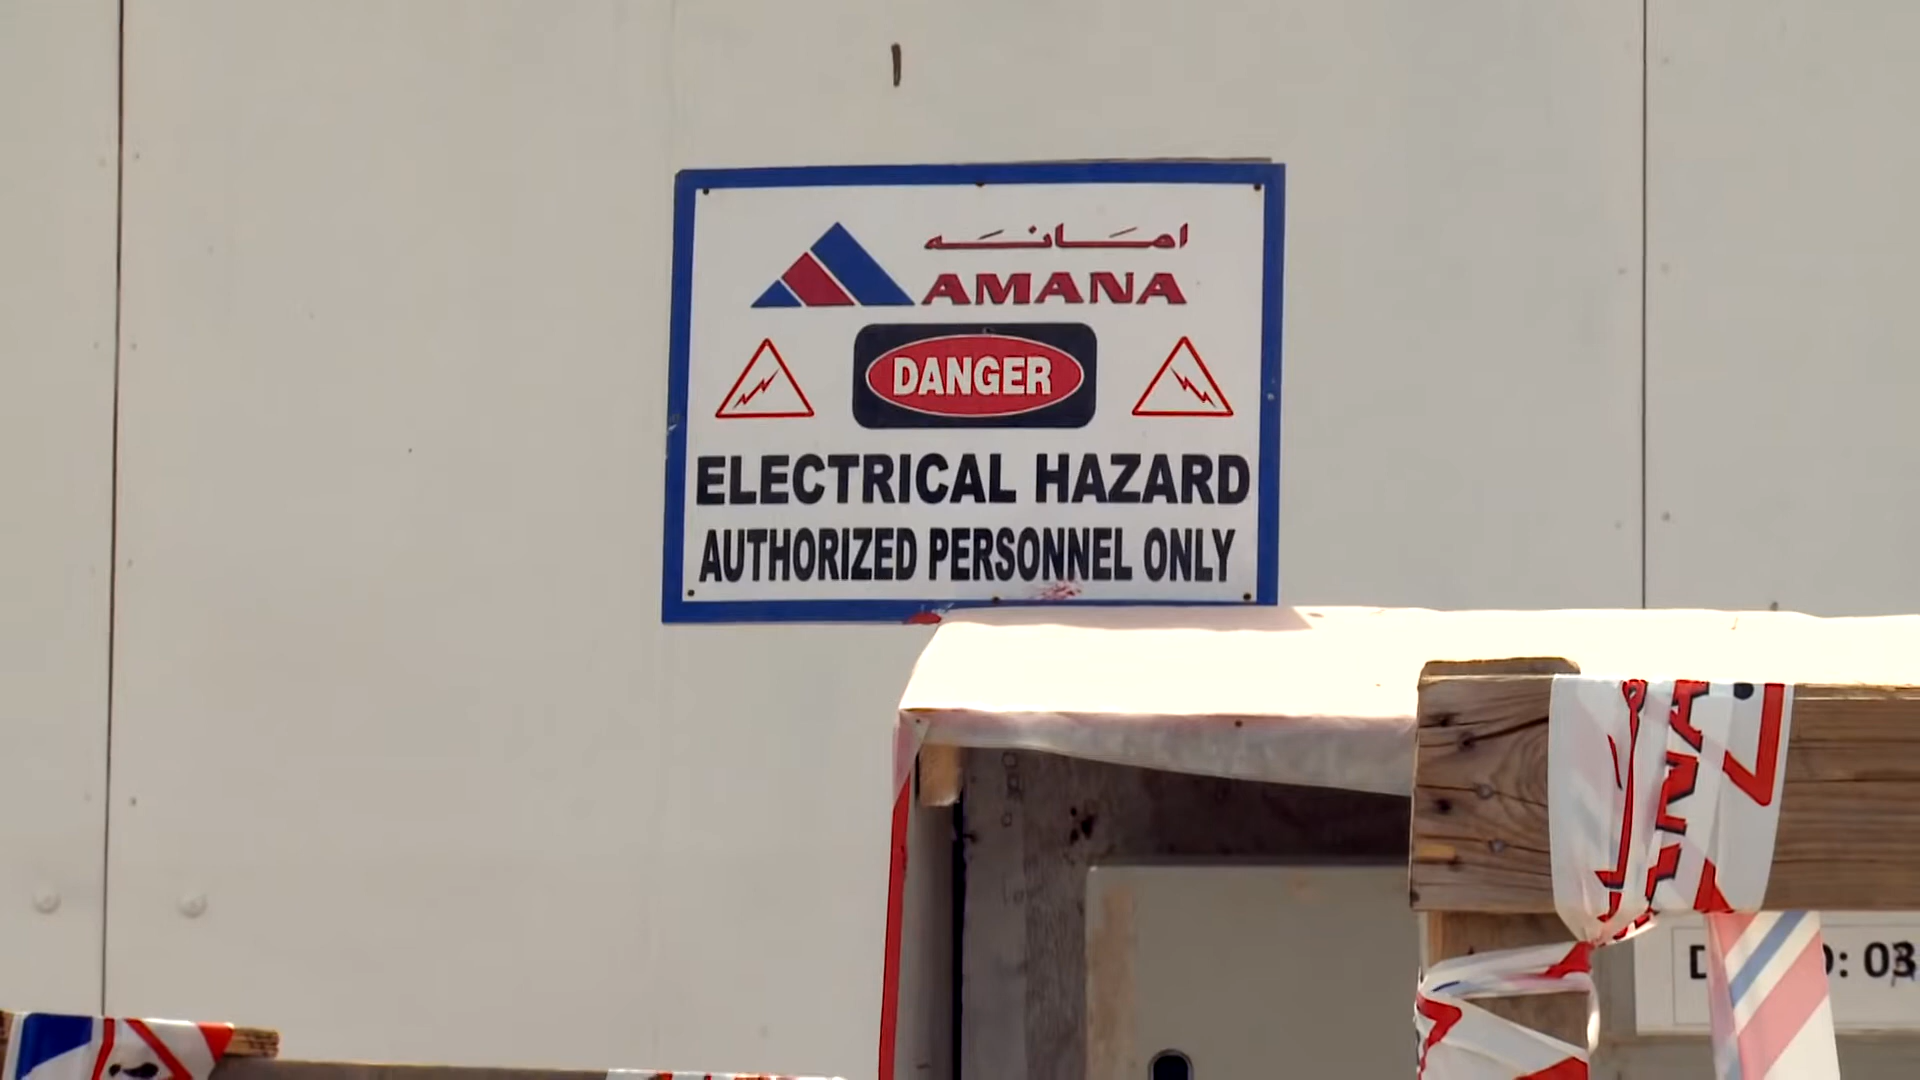 امانه
AMANA
DANGER
ELECTRICAL HAZARD
AUTHORIZED PERSONNEL ONLY